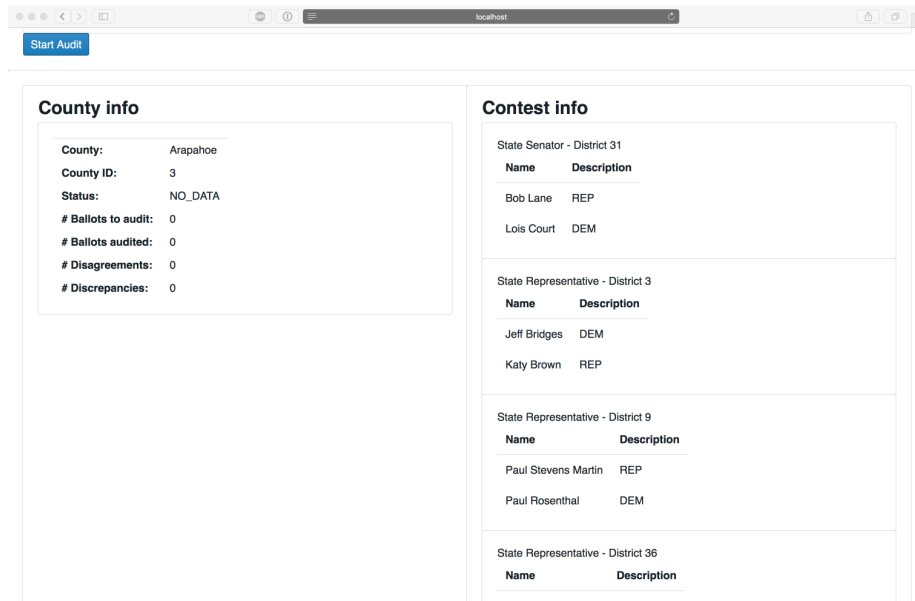 localhost
Start Audit
County info
County: Arapahoe
County ID: 3
Status: NO_DATA
# Ballots to audit: 0
# Ballots audited: 0
# Disagreements: 0
# Discrepancies: 0
Contest info
State Senator - District 31
Name Description
Bob Lane REP
Lois Court DEM
State Representative - District 3
Name Description
Jeff Bridges DEM
Katy Brown REP
State Representative - District 9
Name Description
Paul Stevens Martin REP
Paul Rosenthal DEM
State Representative - District 36
Name Description